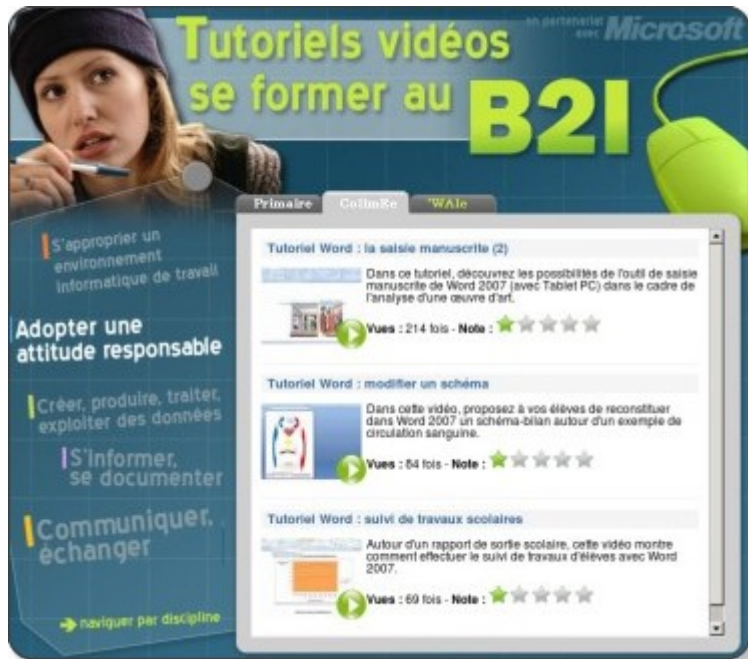 Tutoriels vidéos
se former au
B2I
en partenariat
avec Microsoft
Primaire
CollmRe
'WAle
S'approprier un
environnement
informatique de travail
Adopter une
attitude responsable
Créer, produire, traiter,
exploiter des données
S'informer,
se documenter
Communiquer,
échanger
naviguer par discipline
Tutoriel Word : la saisie manuscrite (2)
Dans ce tutoriel, découvrez les possibilités de l'outil de saisie
manuscrite de Word 2007 (avec Tablet PC) dans le cadre de
l'analyse d'une œuvre d'art.
Vues : 214 fois - Note :
Tutoriel Word : modifier un schéma
Dans cette vidéo, proposez à vos élèves de reconstituer
dans Word 2007 un schéma-bilan autour d'un exemple de
circulation sanguine.
Vues : 84 fois - Note :
Tutoriel Word : suivi de travaux scolaires
Autour d'un rapport de sortie scolaire, cette vidéo montre
comment effectuer le suivi de travaux d'élèves avec Word
2007.
Vues : 69 fois - Note :